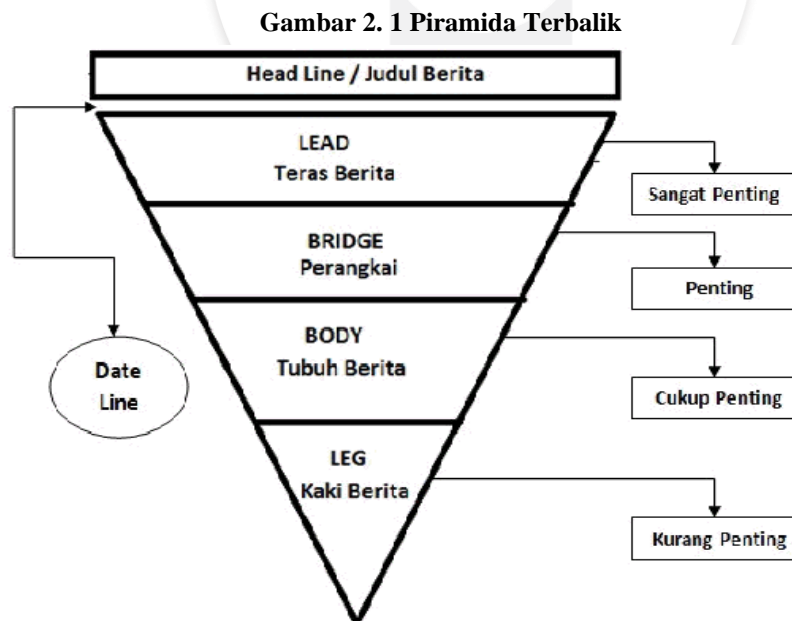 Gambar 2. 1 Piramida Terbalik
Head Line / Judul Berita
LEAD
Teras Berita
Sangat Penting
BRIDGE
Perangkai
Penting
BODY
Tubuh Berita
Date
Line
Cukup Penting
LEG
Kaki Berita
Kurang Penting